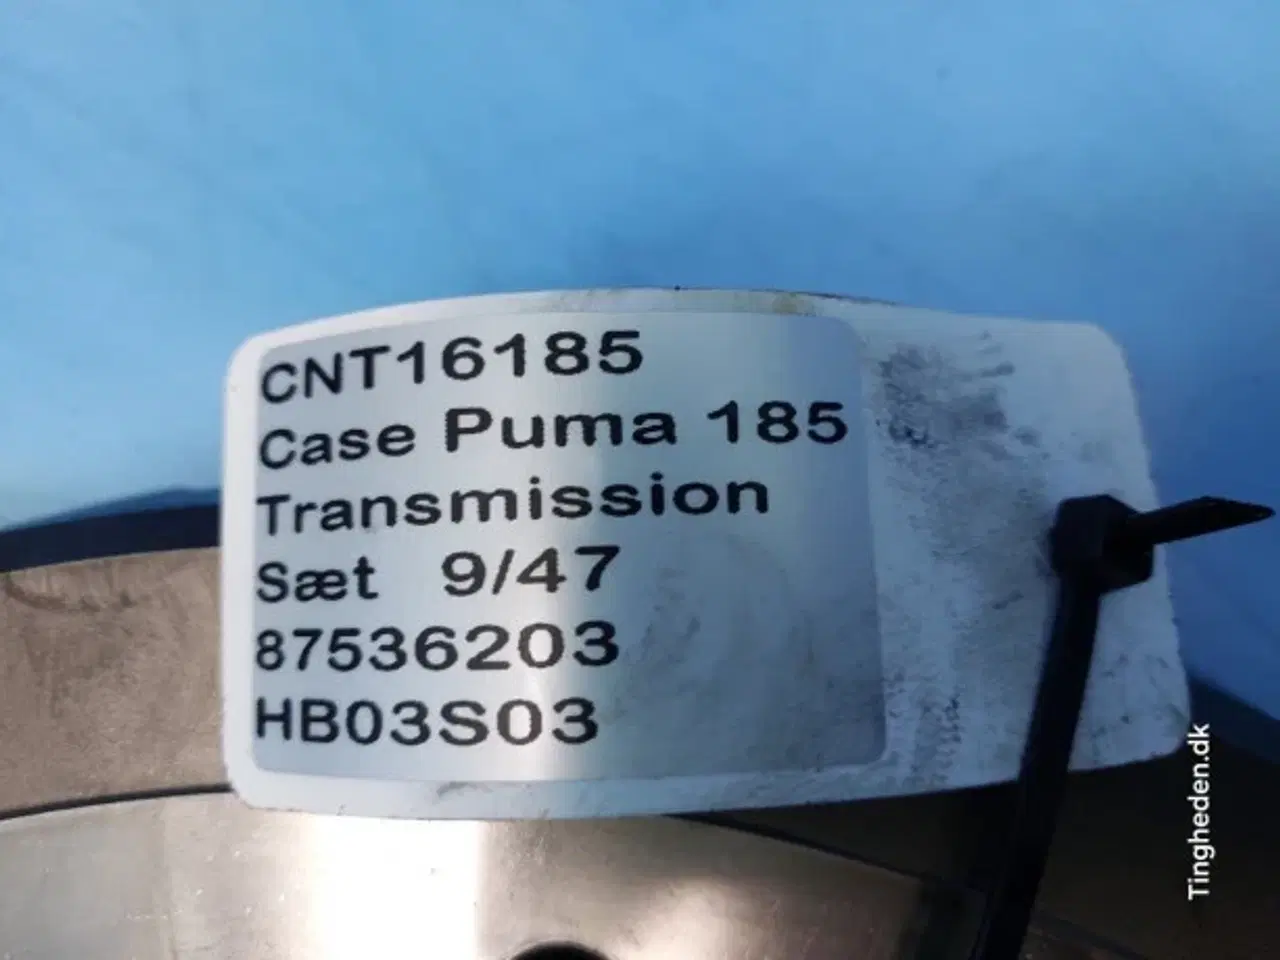 CNT16185
Case Puma 185
Transmission
Sæt 9/47
87536203
HB03S03
Tingheden.dk